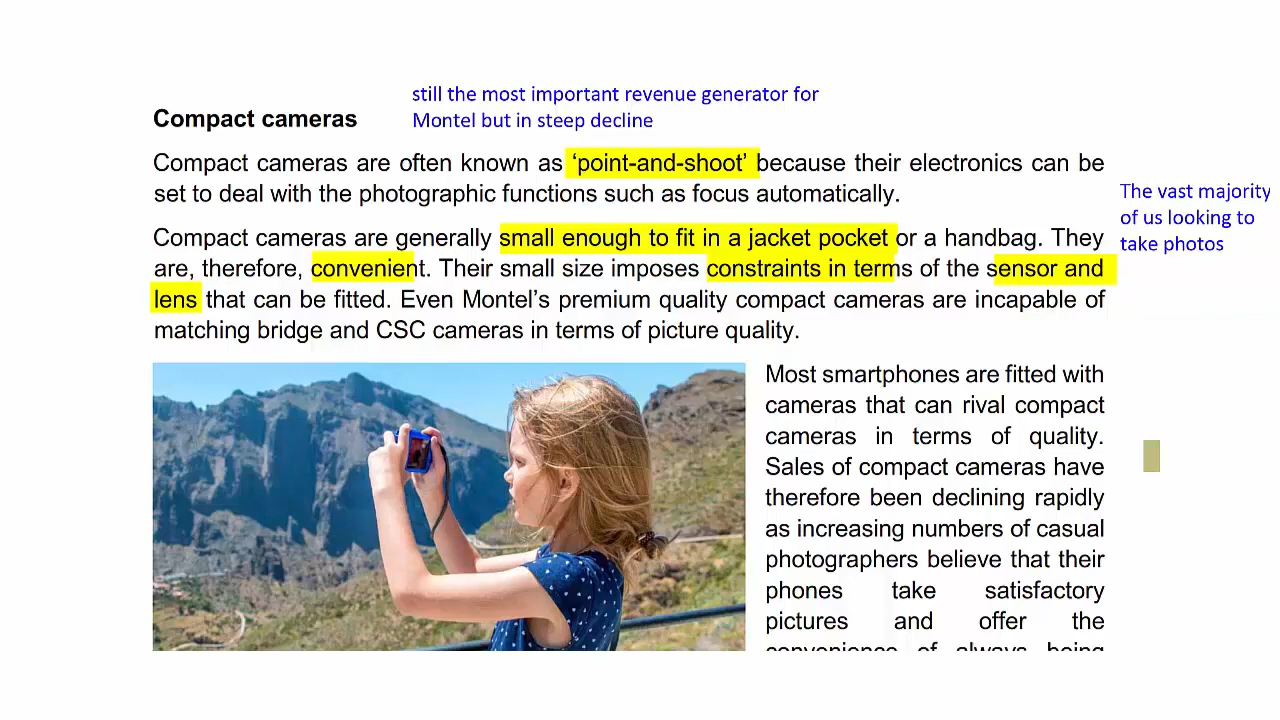 still the most important revenue generator for
Montel but in steep decline
Compact cameras
Compact cameras are often known as ‘point-and-shoot’ because their electronics can be
set to deal with the photographic functions such as focus automatically.
The vast majority
of us looking to
take photos
Compact cameras are generally small enough to fit in a jacket pocket or a handbag. They
are, therefore, convenient. Their small size imposes constraints in terms of the sensor and
lens that can be fitted. Even Montel’s premium quality compact cameras are incapable of
matching bridge and CSC cameras in terms of picture quality.
Most smartphones are fitted with
cameras that can rival compact
cameras in terms of quality.
Sales of compact cameras have
therefore been declining rapidly
as increasing numbers of casual
photographers believe that their
phones take satisfactory
pictures and offer the
convenience of always being